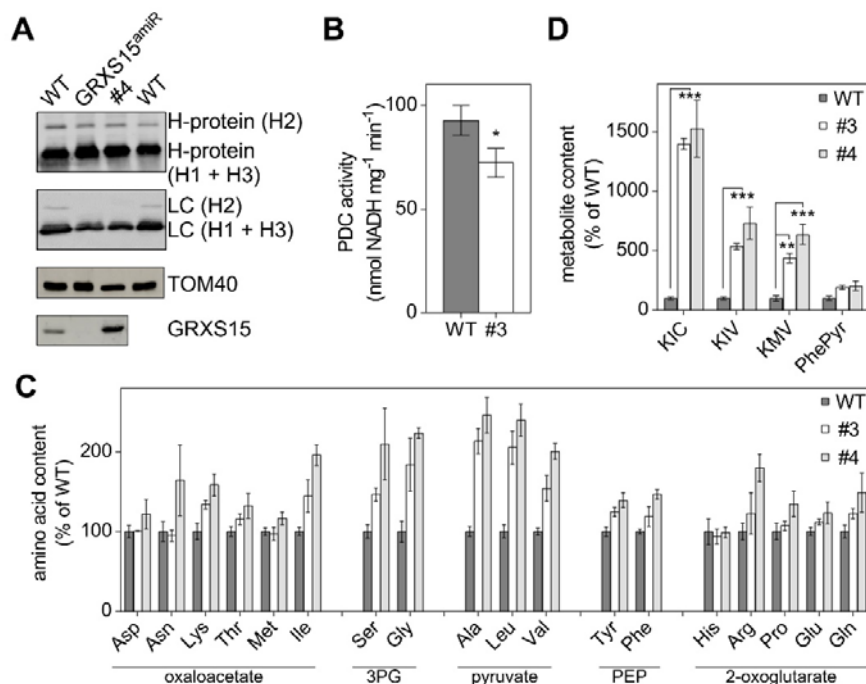 A
WT
GRXS15amiR
#4
WT
H-protein (H2)
H-protein
(H1 + H3)
LC (H2)
LC (H1 + H3)
TOM40
GRXS15
B
PDC activity
(nmol NADH mg⁻¹ min⁻¹)
100
75
50
25
0
*
WT #3
D
metabolite content
(% of WT)
1500
1000
500
0
***
***
**
***
WT
#3
#4
KIC
KIV
KMV
PhePyr
C
amino acid content
(% of WT)
200
100
0
WT
#3
#4
Asp
Asn
Lys
Thr
Met
Ile
Ser
Gly
Ala
Leu
Val
Tyr
Phe
His
Arg
Pro
Glu
Gln
oxaloacetate
3PG
pyruvate
PEP
2-oxoglutarate